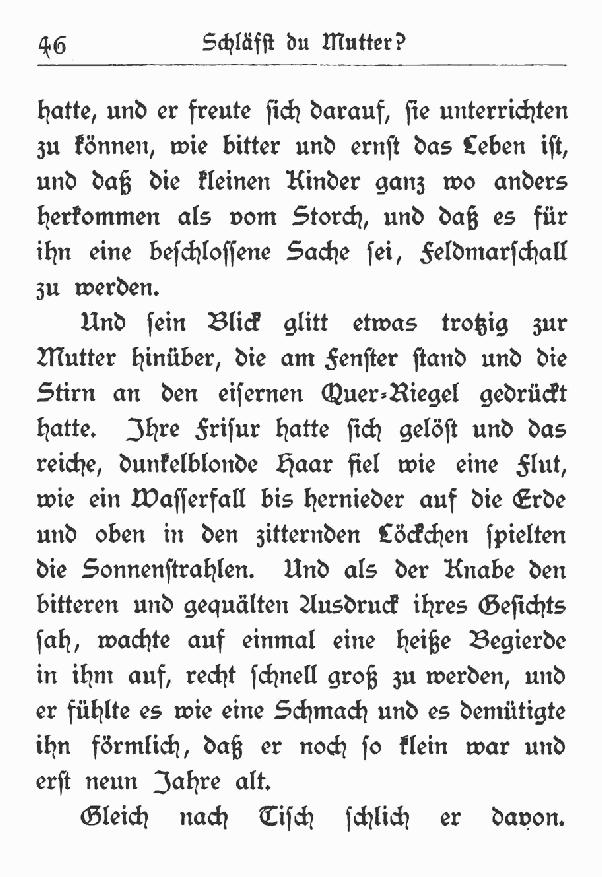 46 Schläfst du Mutter?
hatte, und er freute sich darauf, sie unterrichten
zu können, wie bitter und ernst das Leben ist,
und daß die kleinen Kinder ganz wo anders
herkommen als vom Storch, und daß es für
ihn eine beschlossene Sache sei, Feldmarschall
zu werden.
Und sein Blick glitt etwas trotzig zur
Mutter hinüber, die am Fenster stand und die
Stirn an den eisernen Quer-Riegel gedrückt
hatte. Ihre Frisur hatte sich gelöst und das
reiche, dunkelblonde Haar fiel wie eine Flut,
wie ein Wasserfall bis hernieder auf die Erde
und oben in den zitternden Löckchen spielten
die Sonnenstrahlen. Und als der Knabe den
bitteren und gequälten Ausdruck ihres Gesichts
sah, wachte auf einmal eine heiße Begierde
in ihm auf, recht schnell groß zu werden, und
er fühlte es wie eine Schmach und es demütigte
ihn förmlich, daß er noch so klein war und
erst neun Jahre alt.
Gleich nach Tisch schlich er davon.